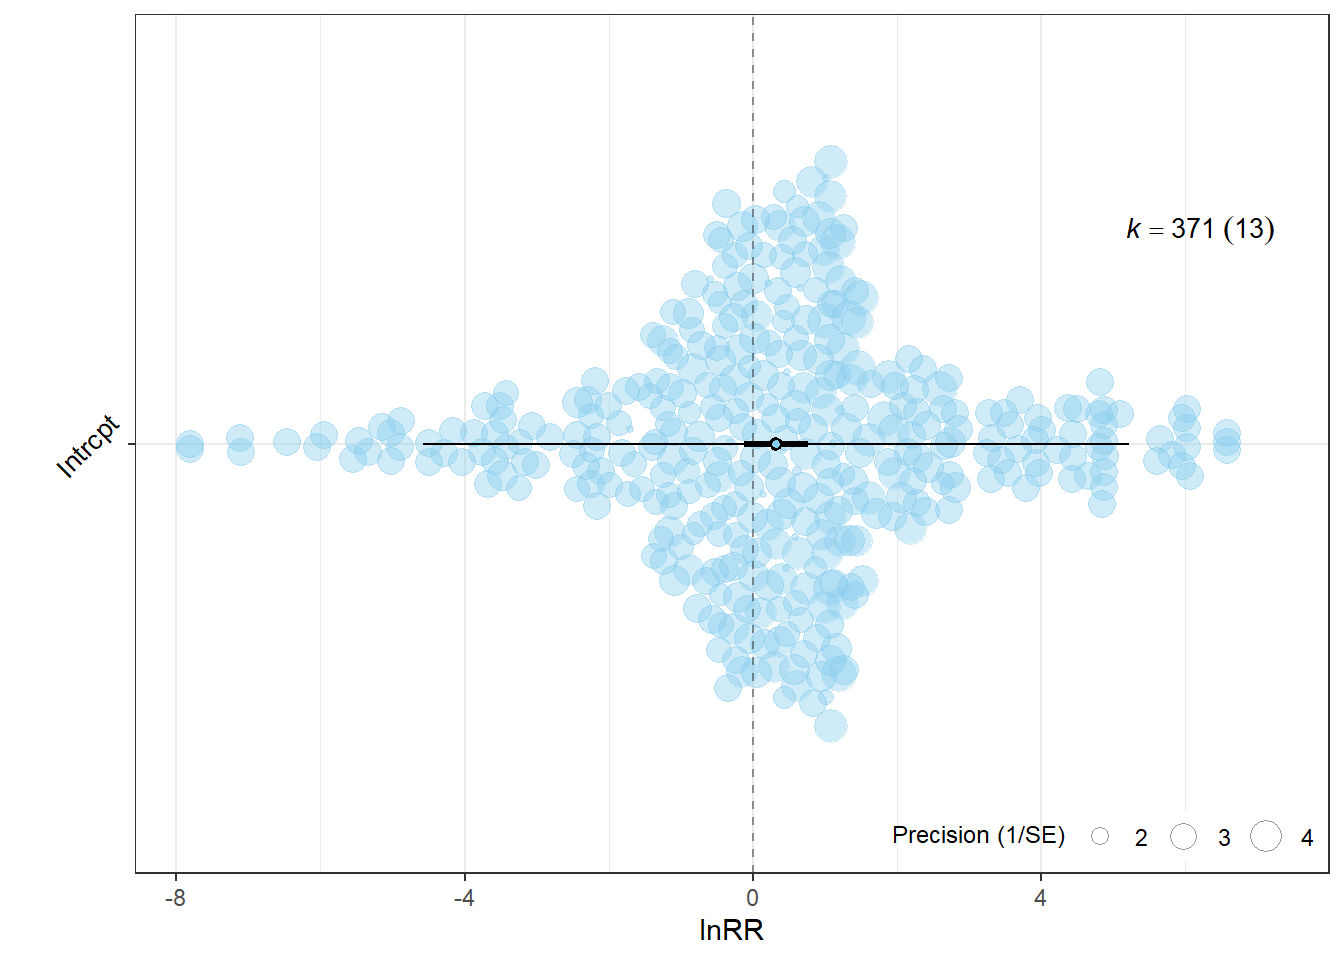 k = 371 (13)
Intrcpt
Precision (1/SE) 2 3 4
-8 -4 0 4
lnRR